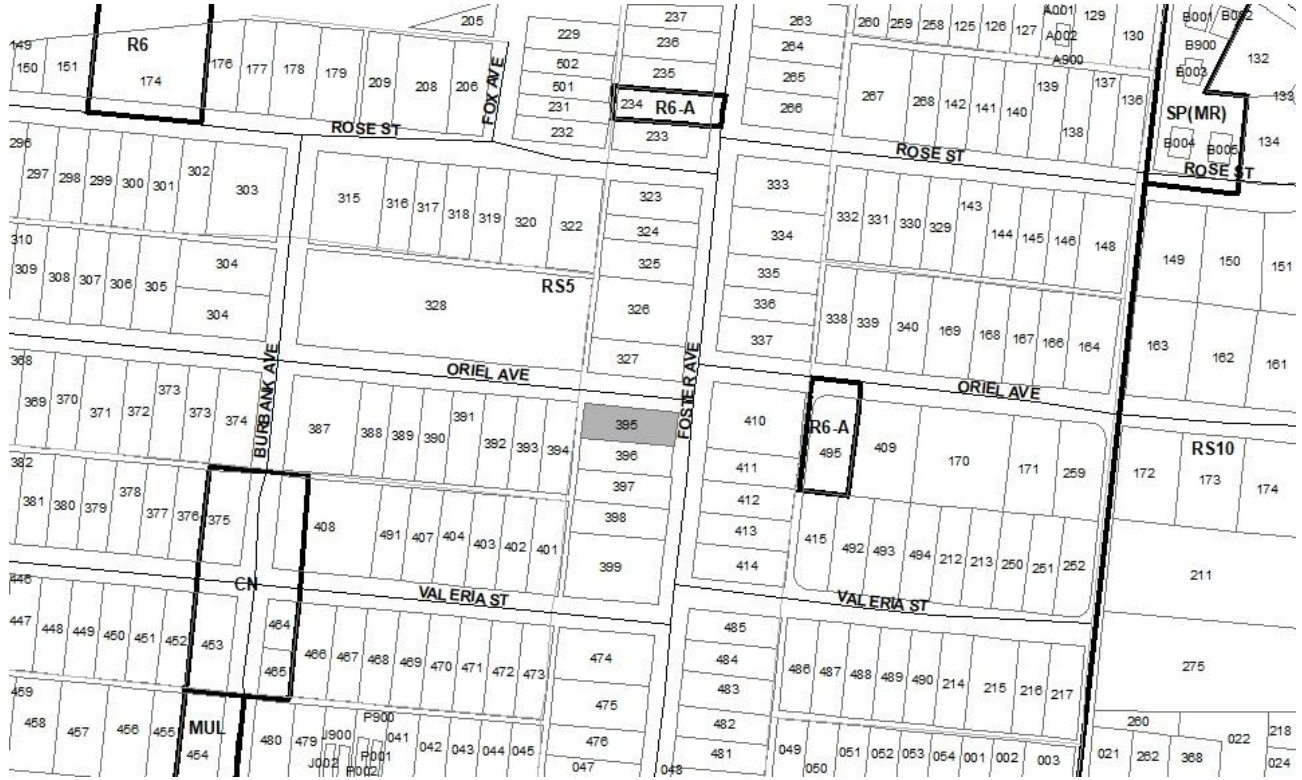 205
237
263
260 259 258 125 126 127
A001
129
B001 B002
149
R6
229
236
264
A002
130
B900
150 151 174
176 177 178 179 209 208 206
FOX AVE
502
235
265
A900
B003
132
501
267 268 142 141 140 139 138 137 136
133
231
234 R6-A
266
SP(MR)
232
233
B004 B005 134
ROSE ST
ROSE ST
ROSE ST
296
297 298 299 300 301 302 303
315 316 317 318 319 320 322
323
333
332 331 330 329 143 144 145 146 148
324
334
149 150 151
310
325
309 308 307 306 305 304
RS5
335
304
328
326
336
338 339 340 169 168 167 166 164
163 162 161
327
337
BURBANK AVE
ORIEL AVE
FOSTER AVE
ORIEL AVE
368
369 370 371 372 373 373 374
387 388 389 390 391 392 393 394
395
410
R6-A
495 409 170 171 259
RS10
172 173 174
396
411
382
397
412
381 380 379 378 377 376 375
408 491 407 404 403 402 401
398
413
415 492 493 494 212 213 250 251 252
399
414
211
446
CN
VALERIA ST
VALERIA ST
447 448 449 450 451 452 453
464
485
465
466 467 468 469 470 471 472 473
474
484
486 487 488 489 490 214 215 216 217
275
459
475
483
458 457 456 455
MUL
454
480 479
J900
J002
P900
P001
P002
041 042 043 044 045
476
482
047
481
048
049
050
051 052 053 054 001 002 003
260
021 262 368
022
218
024